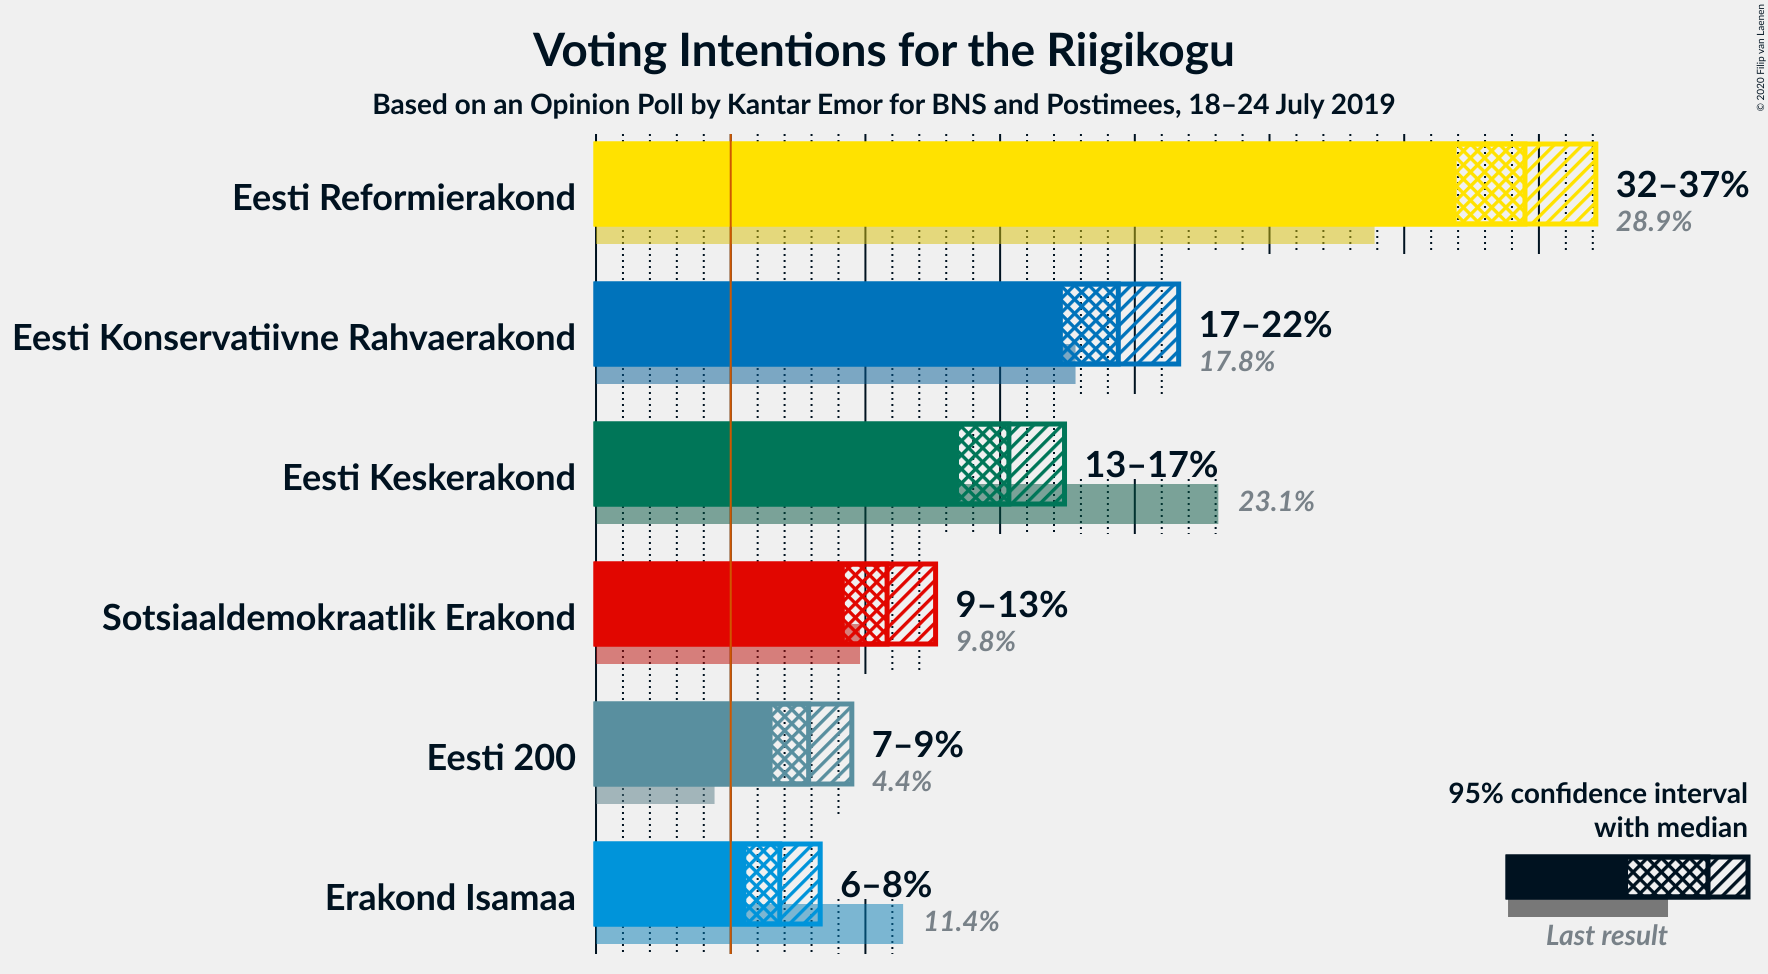 Voting Intentions for the Riigikogu
Based on an Opinion Poll by Kantar Emor for BNS and Postimees, 18–24 July 2019
© 2020 Filip van Laenen
Eesti Reformierakond
32–37%
28.9%
Eesti Konservatiivne Rahvaerakond
17–22%
17.8%
Eesti Keskerakond
13–17%
23.1%
Sotsiaaldemokraatlik Erakond
9–13%
9.8%
Eesti 200
7–9%
4.4%
Erakond Isamaa
6–8%
11.4%
95% confidence interval
with median
Last result